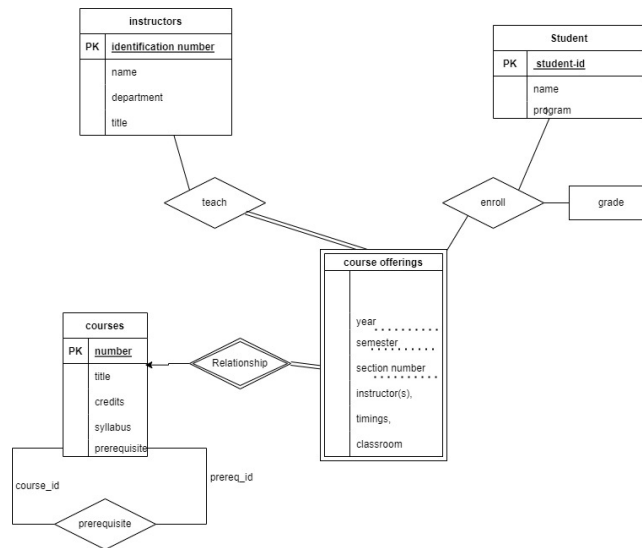 instructors
PK identification number
name
department
title
Student
PK student-id
name
program
teach
enroll
grade
course offerings
year
semester
section number
instructor(s),
timings,
classroom
courses
PK number
title
credits
syllabus
prerequisite
Relationship
course_id
prereq_id
prerequisite